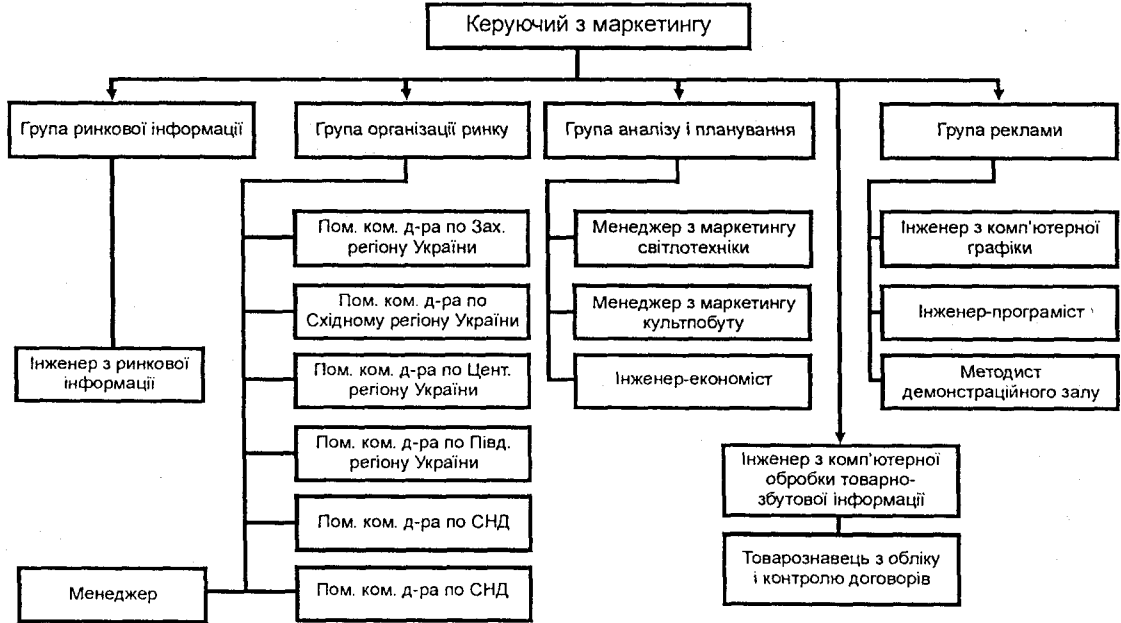 Керуючий з маркетингу
Група ринкової інформації
Група організації ринку
Група аналізу і планування
Група реклами
Пом. ком. д-ра по Зах.
регіону України
Менеджер з маркетингу
світлотехніки
Інженер з комп'ютерної
графіки
Пом. ком. д-ра по
Східному регіону України
Менеджер з маркетингу
культпобуту
Інженер-програміст
Інженер з ринкової
інформації
Пом. ком. д-ра по Цент.
регіону України
Інженер-економіст
Методист
демонстраційного залу
Пом. ком. д-ра по Півд.
регіону України
Інженер з комп'ютерної
обробки товарно-
збутової інформації
Пом. ком. д-ра по СНД
Товарознавець з обліку
і контролю договорів
Менеджер
Пом. ком. д-ра по СНД